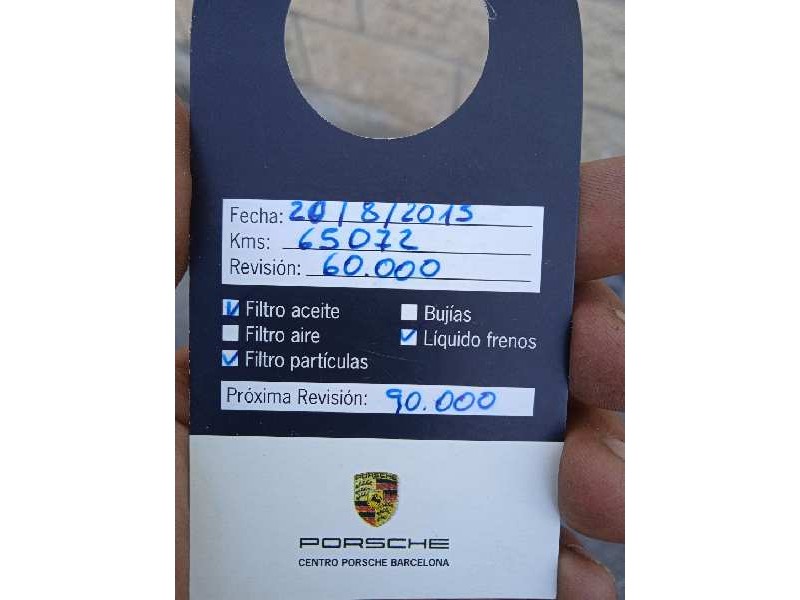 Fecha: 20/8/2015
Kms: 65072
Revisión: 60.000
Filtro aceite
Bujías
Filtro aire
Líquido frenos
Filtro partículas
Próxima Revisión: 90.000
PORSCHE
PORSCHE
CENTRO PORSCHE BARCELONA